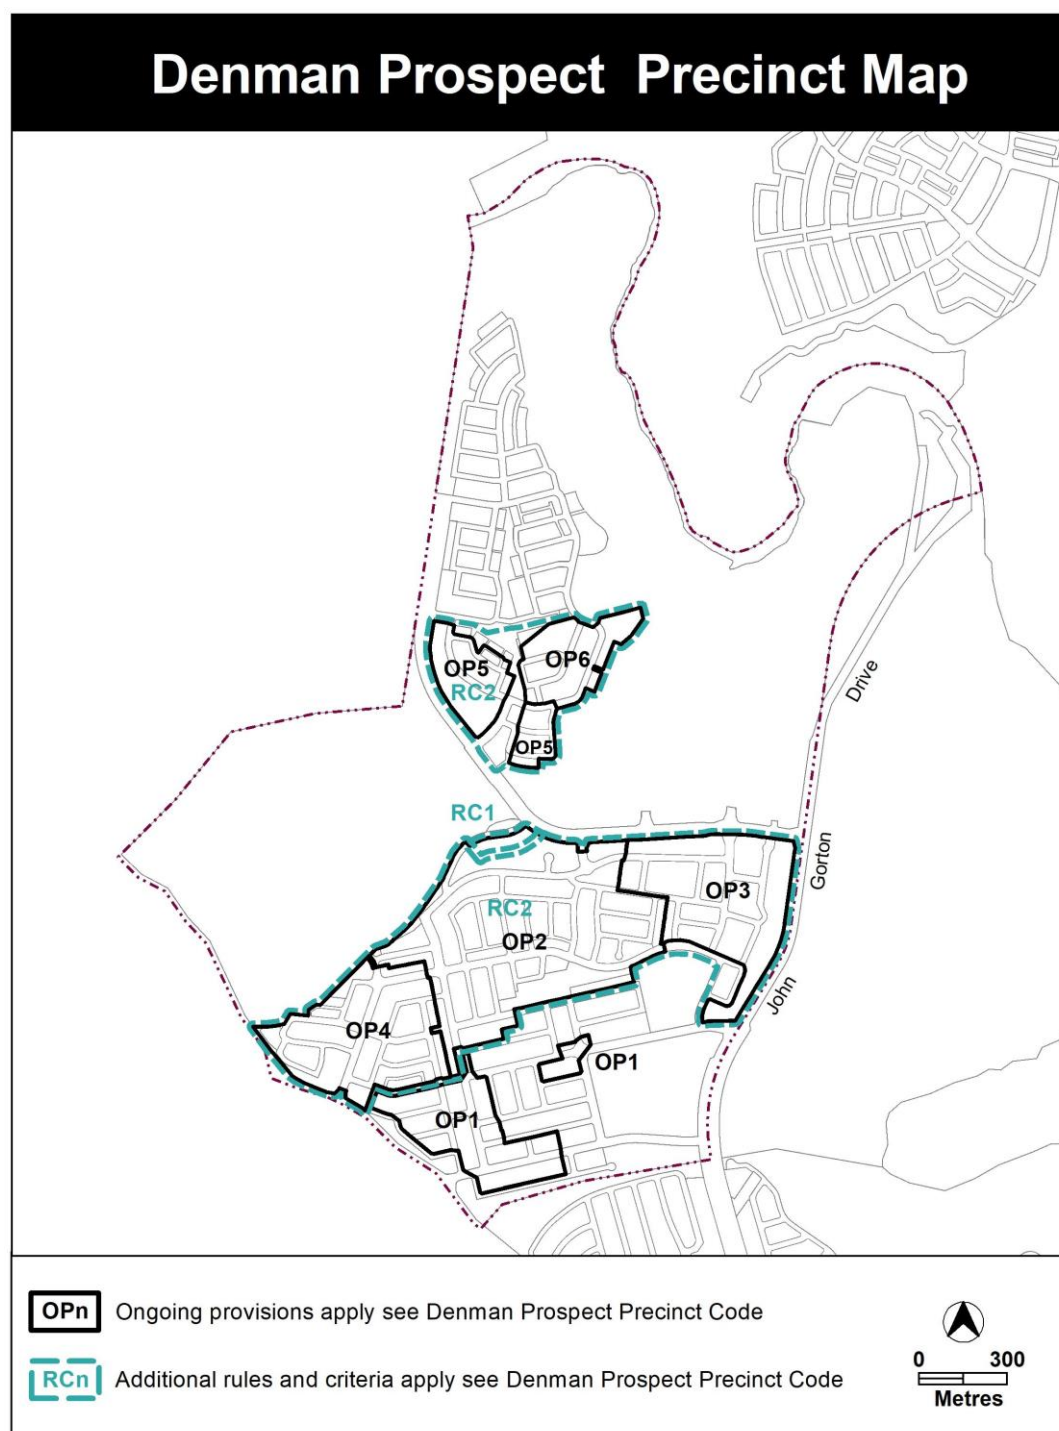 Denman Prospect Precinct Map
OP5
RC2
OP6
OP5
Drive
RC1
Gorton
OP3
RC2
OP2
John
OP4
OP1
OP1
OPn Ongoing provisions apply see Denman Prospect Precinct Code
RCn Additional rules and criteria apply see Denman Prospect Precinct Code
0 300
Metres